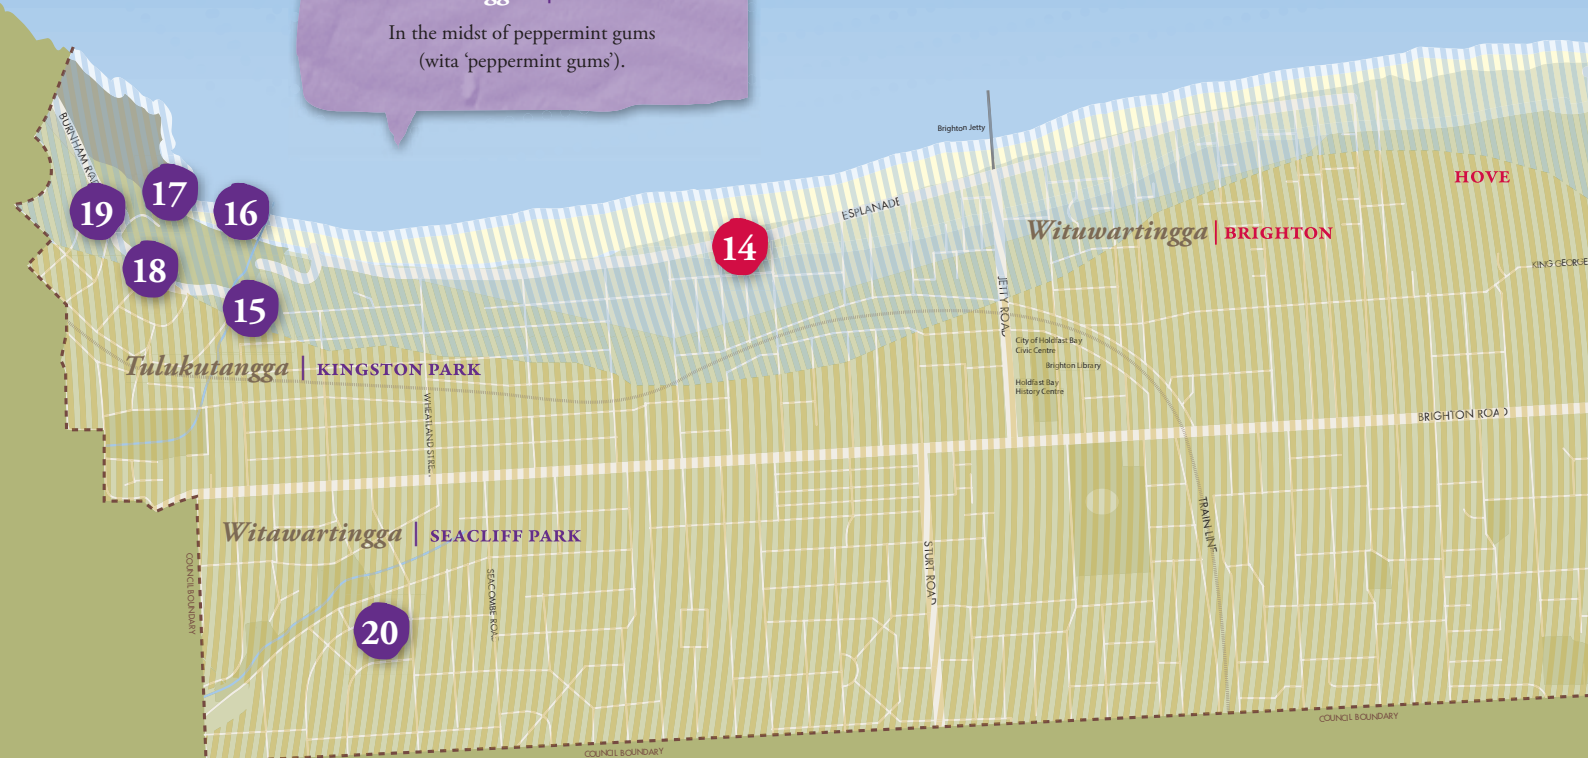 In the midst of peppermint gums
(wita ‘peppermint gums’).
Brighton Jetty
BURNHAM
HOVE
17
19
16
ESPLANADE
14
Wituwartingga | BRIGHTON
18
KING GEORGE
15
JETTY ROAD
City of Holdfast Bay
Civic Centre
Brighton Library
Tulukutangga | KINGSTON PARK
Holdfast Bay
History Centre
WHEATLAND
BRIGHTON ROAD
Witawartingga | SEACLIFF PARK
TRAIN LINE
COUNCIL BOUNDARY
STURT ROAD
SEACOMBE
20
COUNCIL BOUNDARY
COUNCIL BOUNDARY